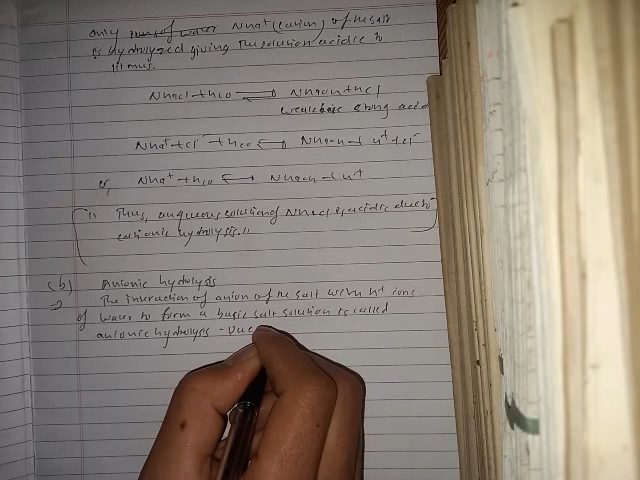 only ions of water NH4+ (cation) of the salt
is hydrolyzed giving the solution acidic to
litmus.
NH4Cl + H2O ⇌ NH4OH + HCl
weak base strong acid
NH4+ + Cl- + H2O ⇌ NH4OH + H+ + Cl-
or, NH4+ + H2O ⇌ NH4OH + H+
Thus, aqueous solution of NH4Cl is acidic due to
cationic hydrolysis.
(b) Anionic hydrolysis
⇒ The interaction of anion of the salt with H+ ions
of water to form a basic salt solution is called
anionic hydrolysis - Due